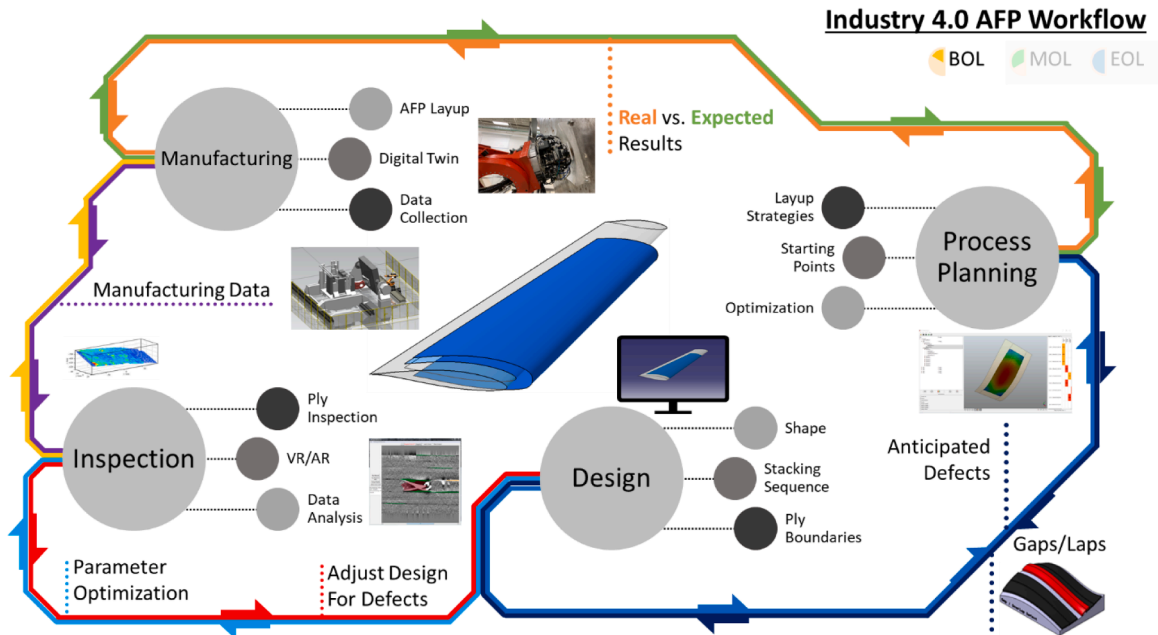 Industry 4.0 AFP Workflow
BOL
MOL
EOL
Manufacturing
AFP Layup
Digital Twin
Data
Collection
Real vs. Expected
Results
Layup
Strategies
Starting
Points
Optimization
Process
Planning
Manufacturing Data
Inspection
Ply
Inspection
VR/AR
Data
Analysis
Design
Shape
Stacking
Sequence
Ply
Boundaries
Anticipated
Defects
Gaps/Laps
Parameter
Optimization
Adjust Design
For Defects